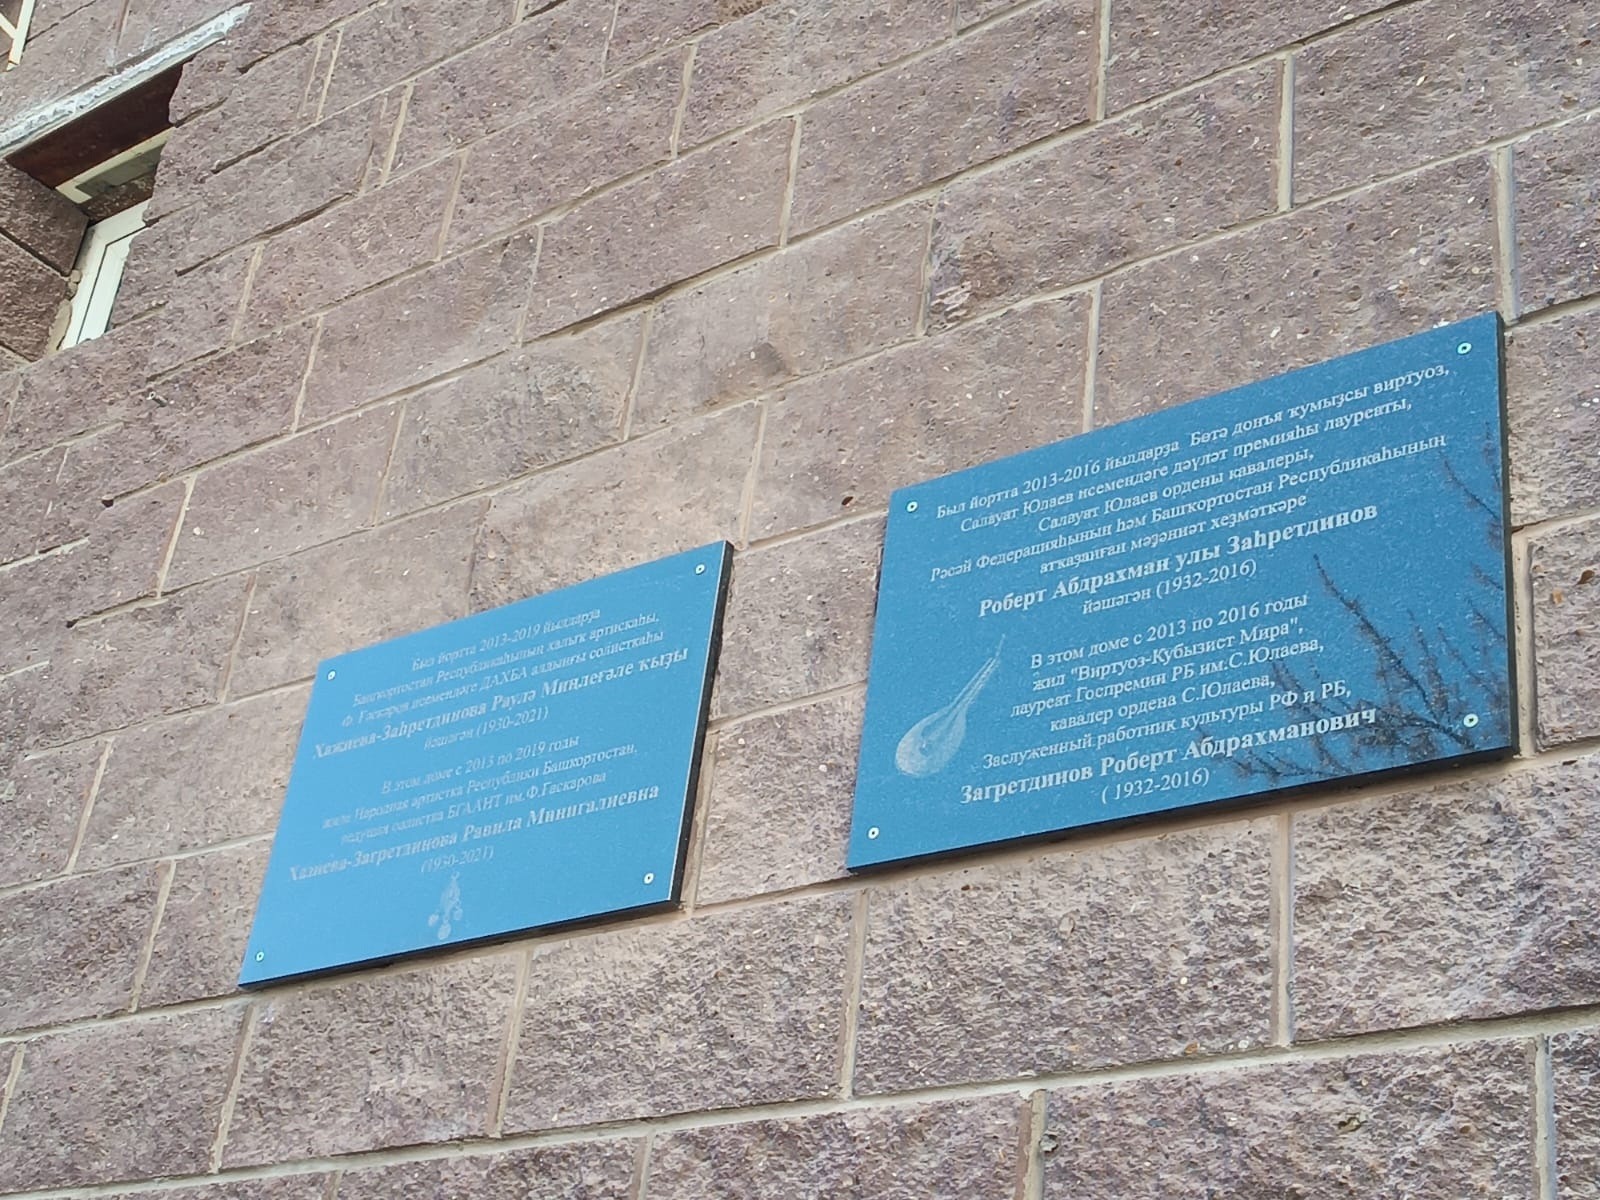 Был йортта 2013-2019 йылдарҙа
Башҡортостан Республикаһының халыҡ артисткаһы,
Ф. Ғәскәров исемендәге ДАХБА алдынғы солисткаһы
Хажиева-Заһретдинова Раулә Миңлеғәле ҡыҙы
йәшәгән (1930-2021)
В этом доме с 2013 по 2019 годы
жила Народная артистка Республики Башкортостан,
ведущая солистка БГААНТ им.Ф.Гаскарова
Хазиева-Загретдинова Равила Минигалиевна
(1930-2021)
Был йортта 2013-2016 йылдарҙа Бөтә донъя ҡумыҙсы виртуоз,
Салауат Юлаев исемендәге дәүләт премияһы лауреаты,
Салауат Юлаев ордены кавалеры,
Рәсәй Федерацияһының һәм Башҡортостан Республикаһының
атҡаҙанған мәҙәниәт хеҙмәткәре
Роберт Абдрахман улы Заһретдинов
йәшәгән (1932-2016)
В этом доме с 2013 по 2016 годы
жил "Виртуоз-Кубызист Мира",
лауреат Госпремии РБ им.С.Юлаева,
кавалер ордена С.Юлаева,
Заслуженный работник культуры РФ и РБ,
Загретдинов Роберт Абдрахманович
( 1932-2016)